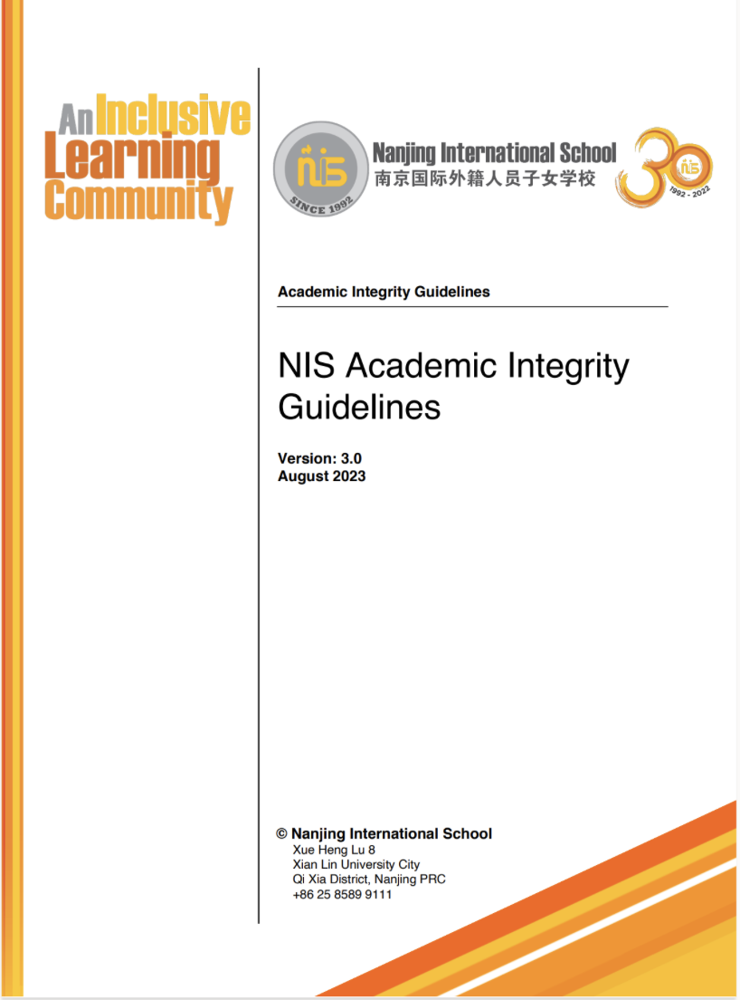 An Inclusive
Learning
Community
nis
SINCE 1992
Nanjing International School
南京国际外籍人员子女学校
30
nis
1992 - 2022
Academic Integrity Guidelines
NIS Academic Integrity
Guidelines
Version: 3.0
August 2023
© Nanjing International School
Xue Heng Lu 8
Xian Lin University City
Qi Xia District, Nanjing PRC
+86 25 8589 9111